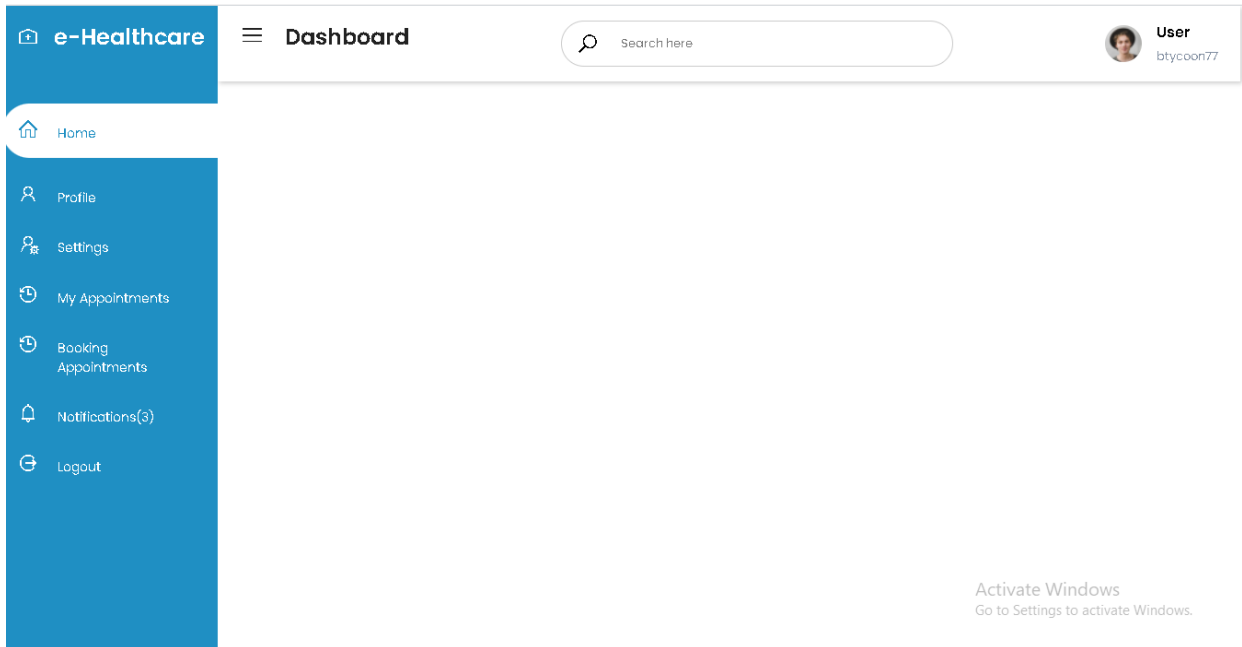 e-Healthcare
Dashboard
Search here
User
btycoon77
Home
Profile
Settings
My Appointments
Booking
Appointments
Notifications(3)
Logout
Activate Windows
Go to Settings to activate Windows.